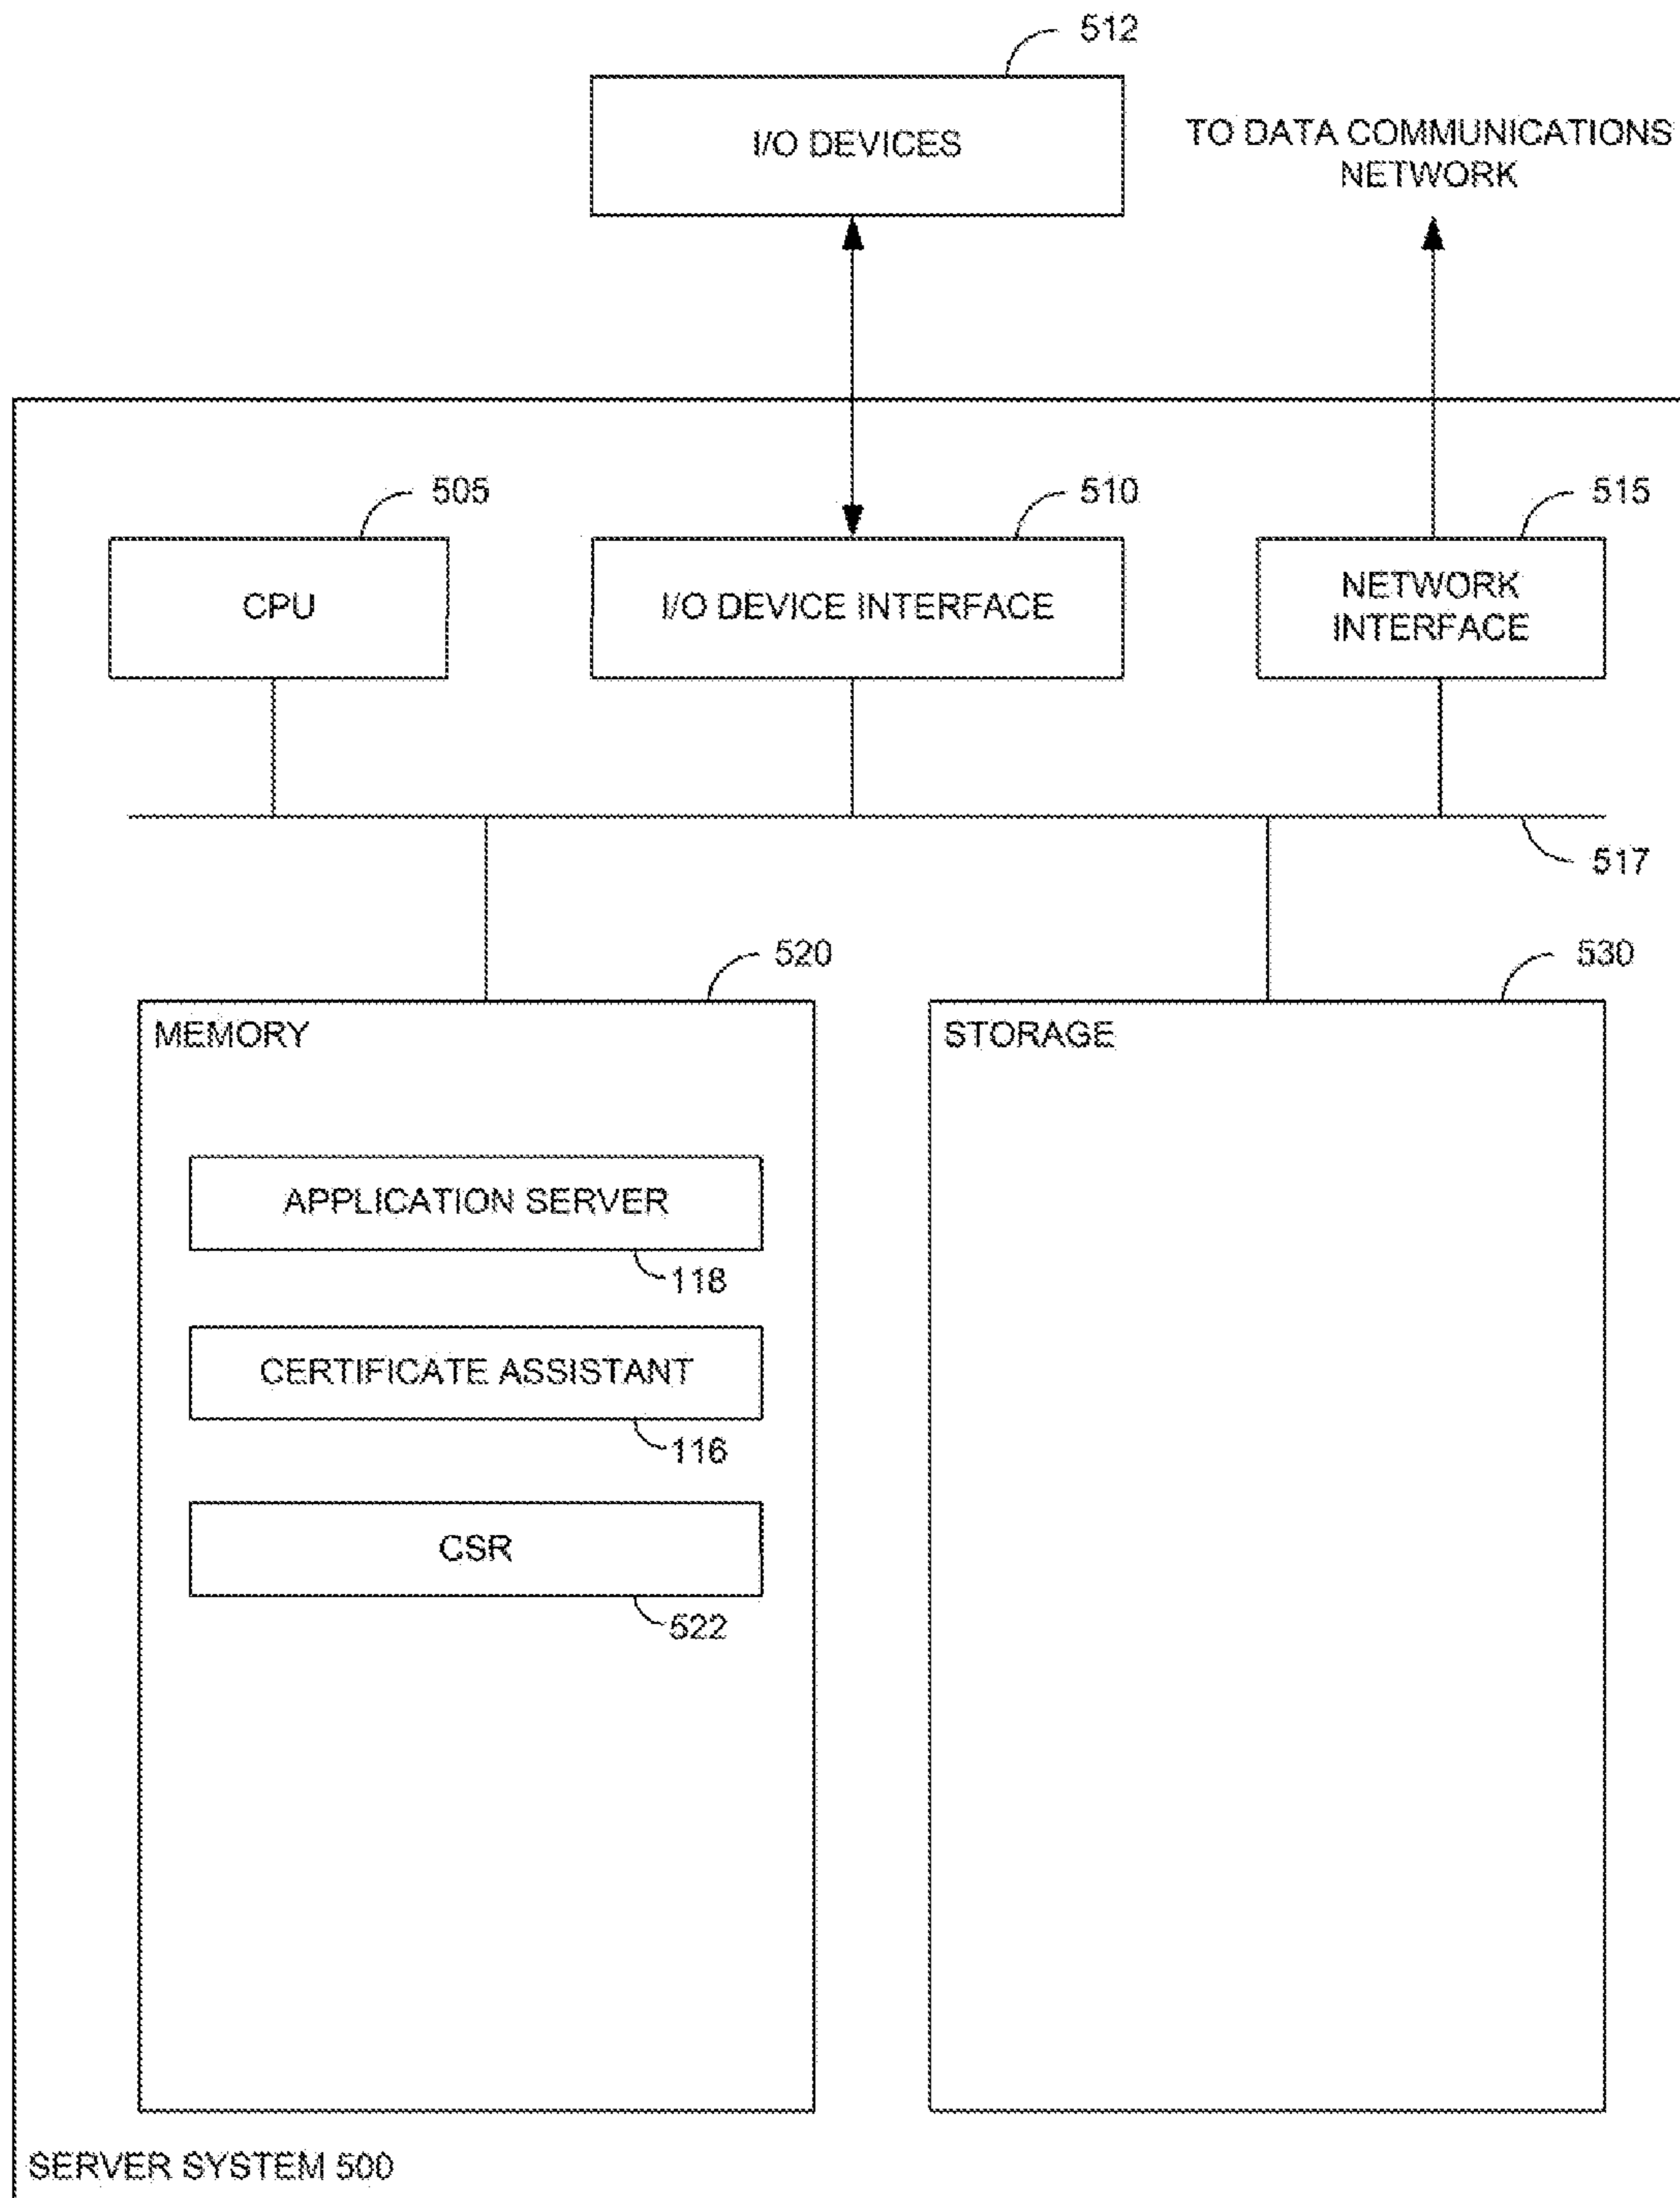 512
I/O DEVICES
TO DATA COMMUNICATIONS
NETWORK
505
510
515
CPU
I/O DEVICE INTERFACE
NETWORK
INTERFACE
517
520
530
MEMORY
STORAGE
APPLICATION SERVER
118
CERTIFICATE ASSISTANT
116
CSR
522
SERVER SYSTEM 500